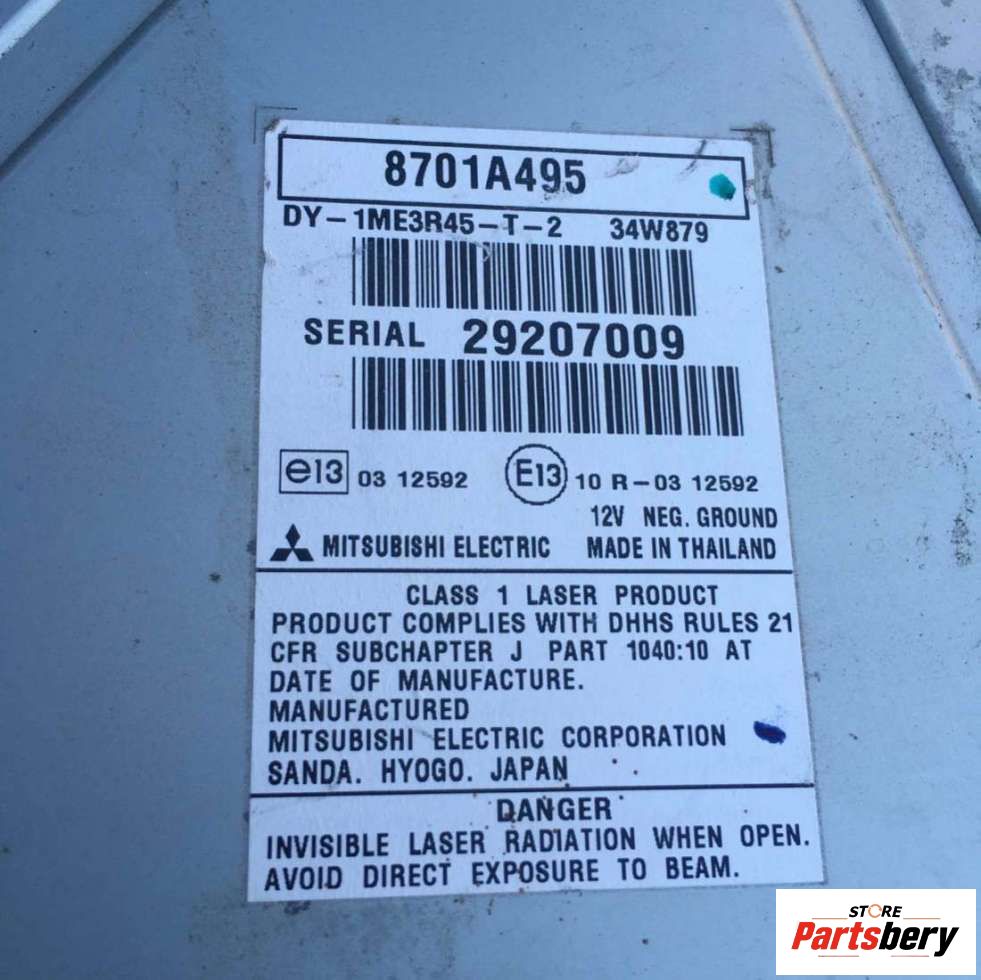 8701A495
DY-1ME3R45-T-2 34W879
SERIAL 29207009
e13 03 12592 E13 10 R-03 12592
12V NEG. GROUND
MITSUBISHI ELECTRIC MADE IN THAILAND
CLASS 1 LASER PRODUCT
PRODUCT COMPLIES WITH DHHS RULES 21
CFR SUBCHAPTER J PART 1040:10 AT
DATE OF MANUFACTURE.
MANUFACTURED
MITSUBISHI ELECTRIC CORPORATION
SANDA. HYOGO. JAPAN
DANGER
INVISIBLE LASER RADIATION WHEN OPEN.
AVOID DIRECT EXPOSURE TO BEAM.
STORE
Partsbery